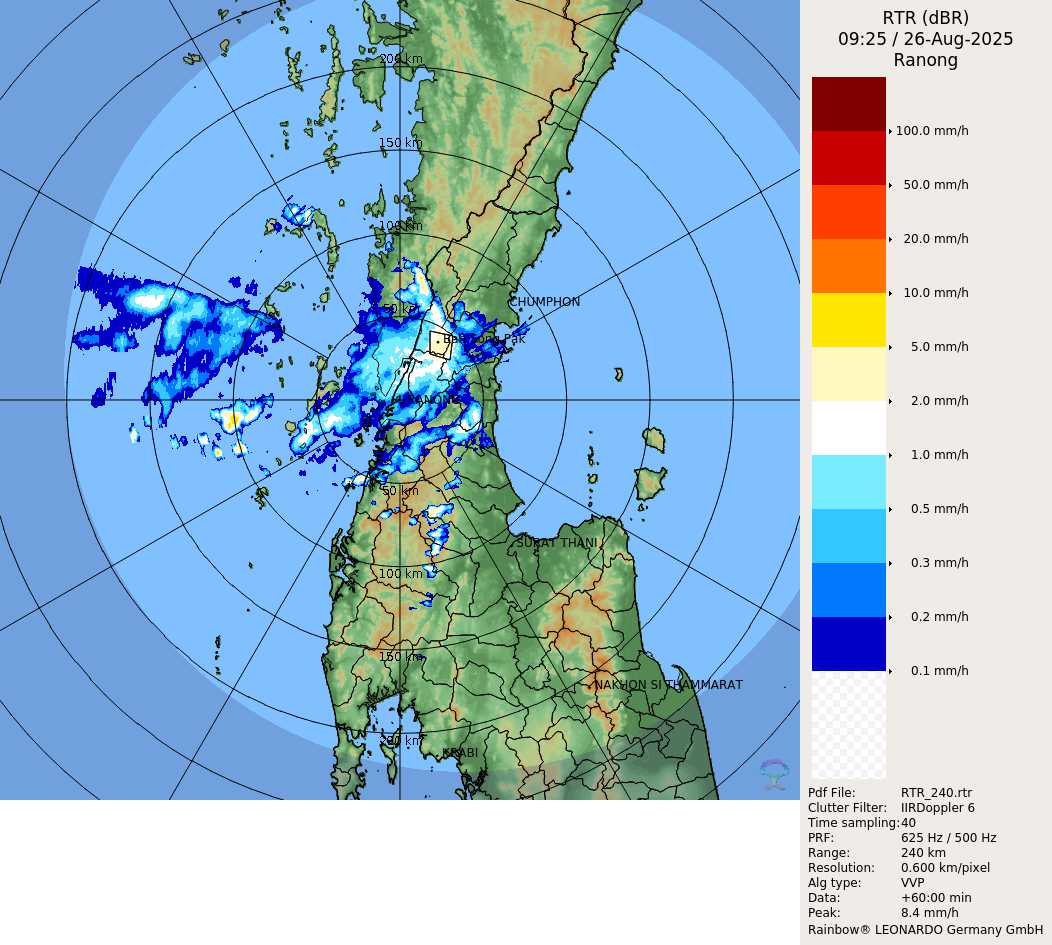 RTR (dBR)
09:25 / 26-Aug-2025
Ranong
100.0 mm/h
50.0 mm/h
20.0 mm/h
10.0 mm/h
5.0 mm/h
2.0 mm/h
1.0 mm/h
0.5 mm/h
0.3 mm/h
0.2 mm/h
0.1 mm/h
Pdf File: RTR_240.rtr
Clutter Filter: IIRDoppler 6
Time sampling: 40
PRF: 625 Hz / 500 Hz
Range: 240 km
Resolution: 0.600 km/pixel
Alg type: VVP
Data: +60:00 min
Peak: 8.4 mm/h
Rainbow® LEONARDO Germany GmbH
200 km
150 km
100 km
50 km
CHUMPHON
Pak
RANONG
50 km
SURAT THANI
100 km
150 km
NAKHON SI THAMMARAT
200 km
KRABI